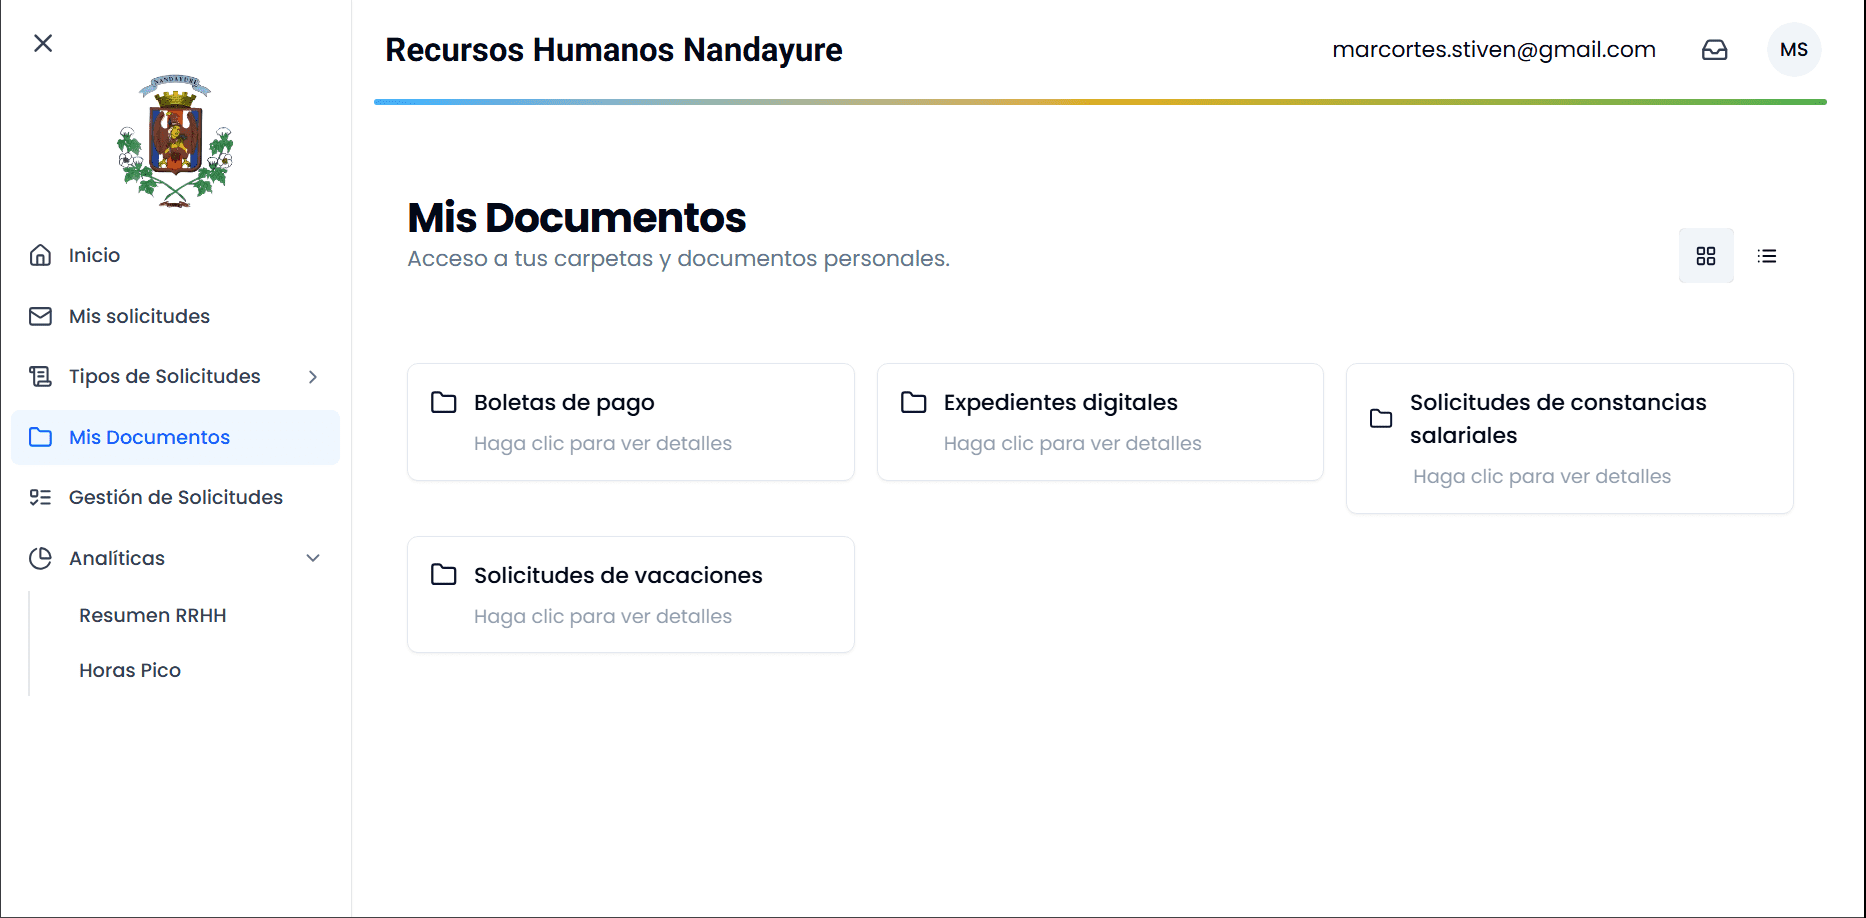 NANDAYURE
Inicio
Mis solicitudes
Tipos de Solicitudes
Mis Documentos
Gestión de Solicitudes
Analíticas
Resumen RRHH
Horas Pico
Recursos Humanos Nandayure
marcortes.stiven@gmail.com
MS
Mis Documentos
Acceso a tus carpetas y documentos personales.
Boletas de pago
Haga clic para ver detalles
Expedientes digitales
Haga clic para ver detalles
Solicitudes de constancias
salariales
Haga clic para ver detalles
Solicitudes de vacaciones
Haga clic para ver detalles